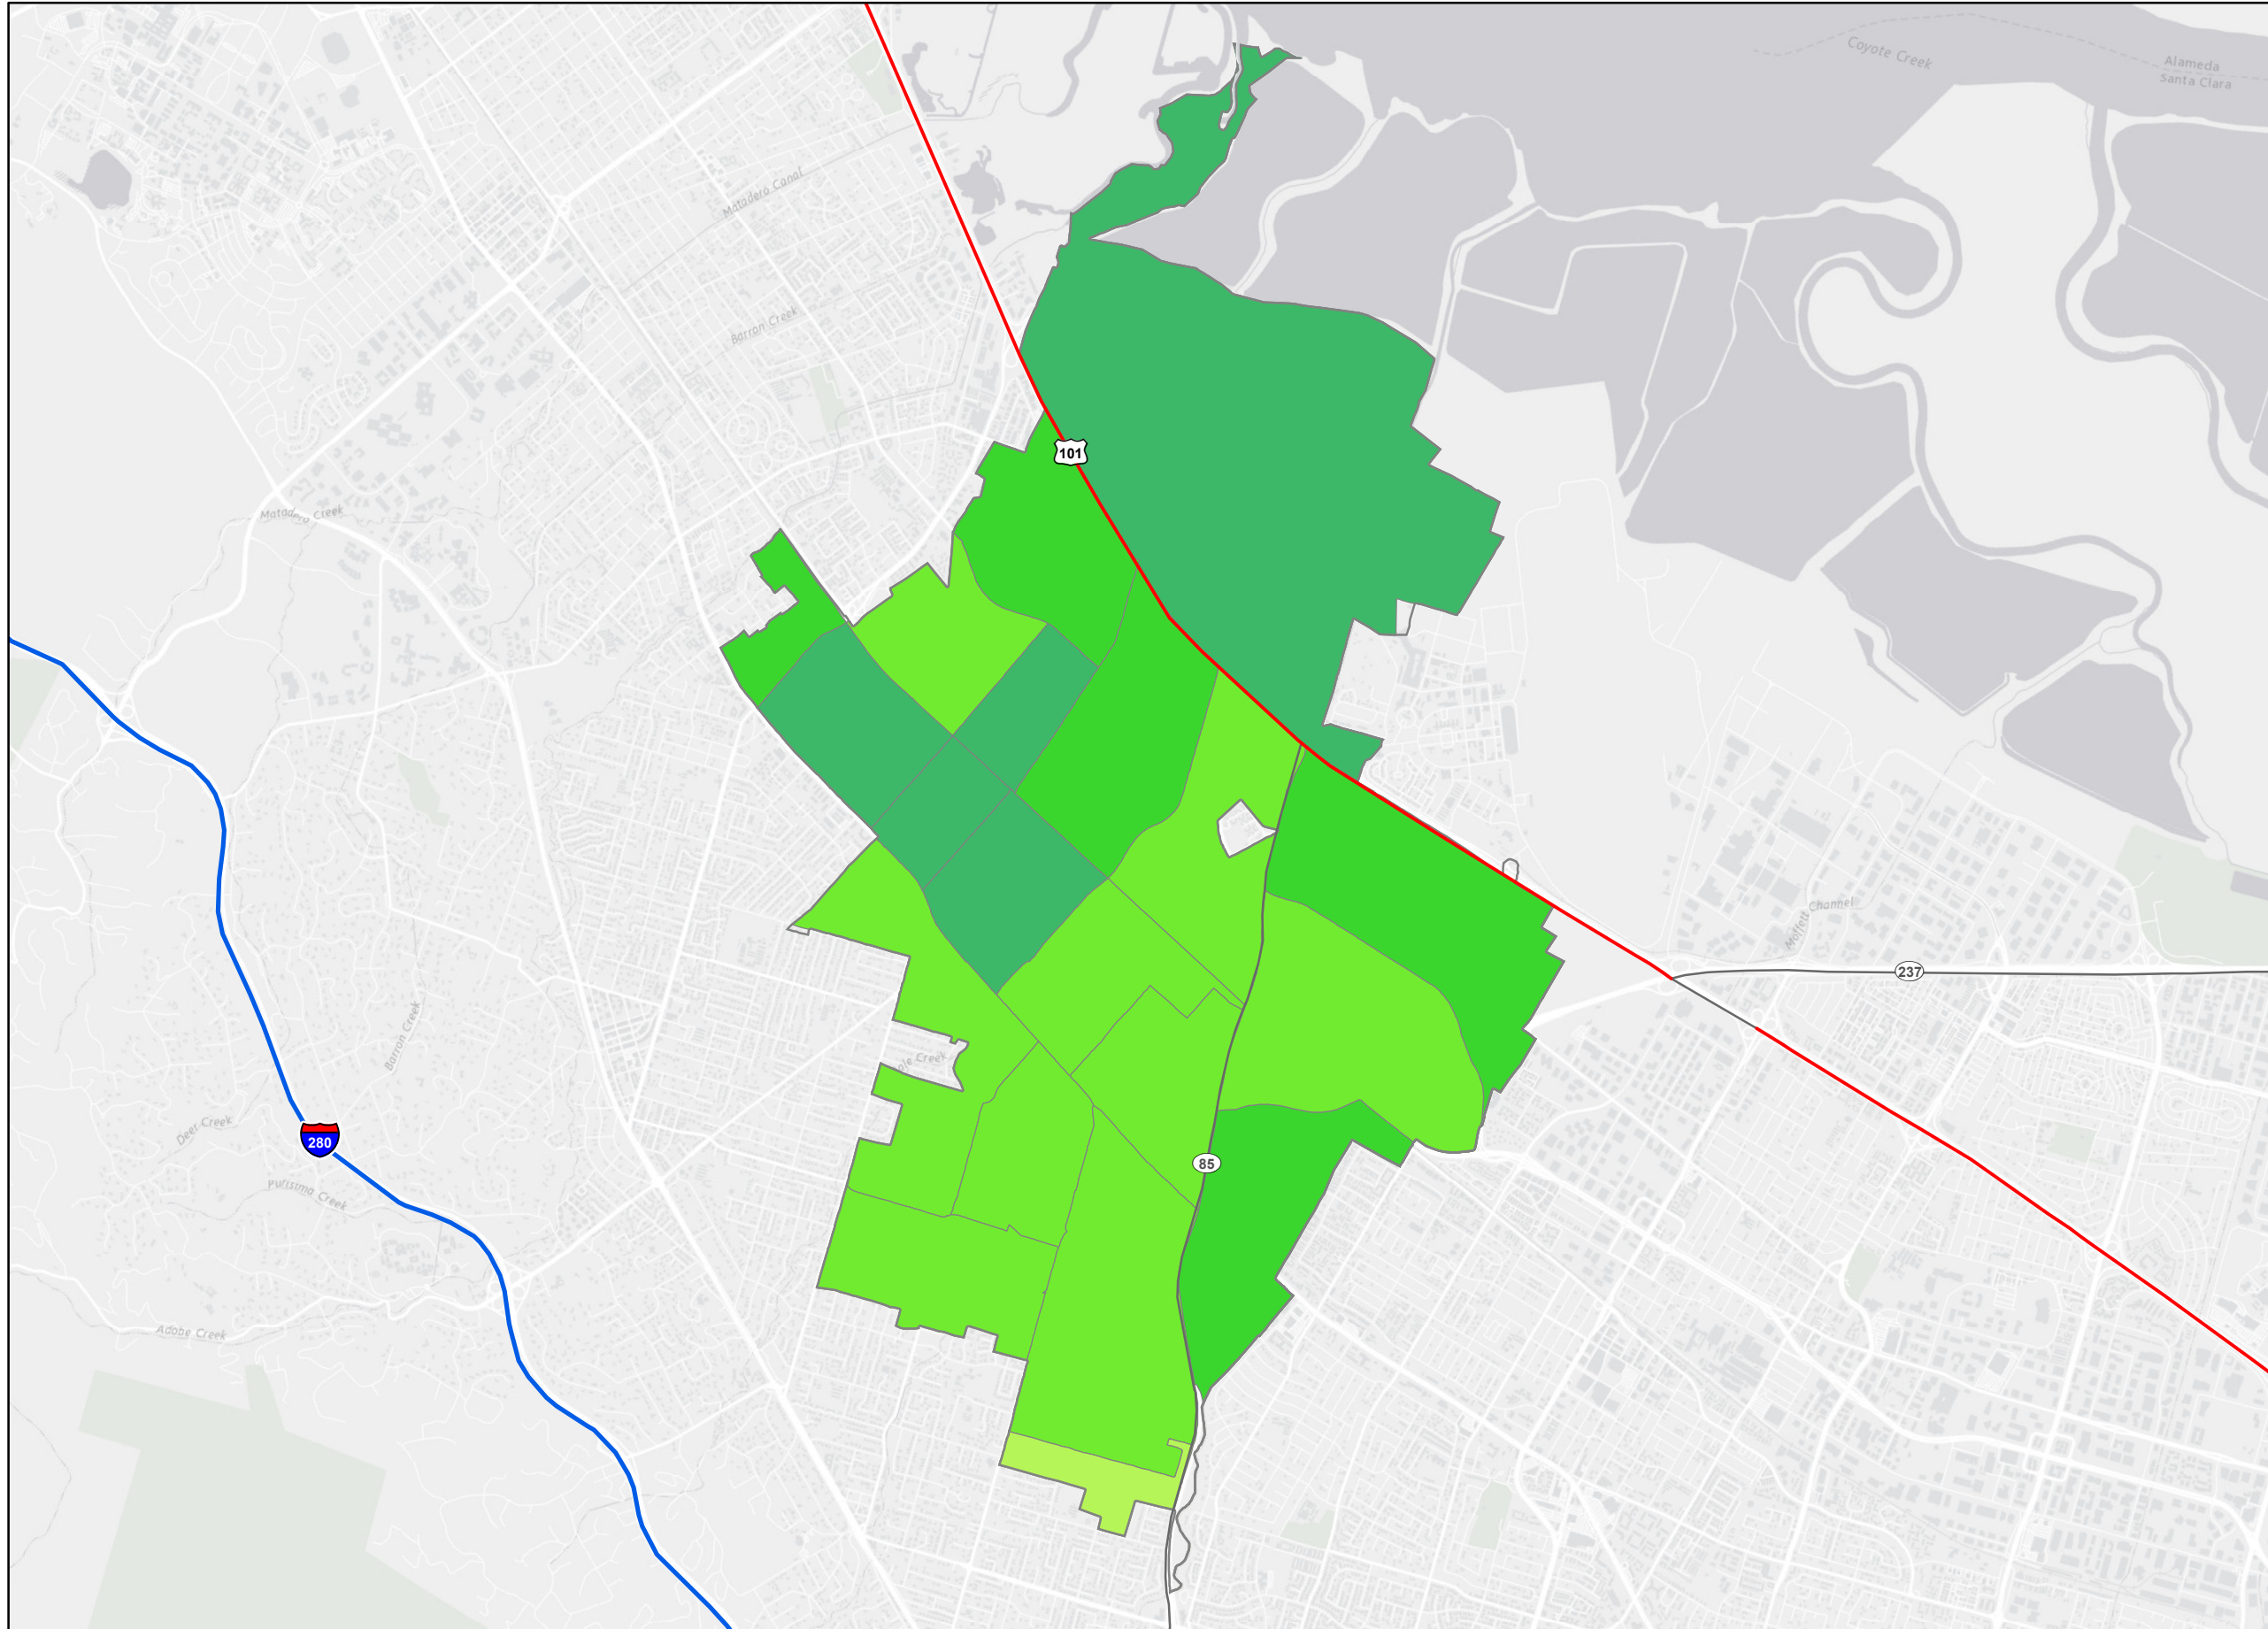 Coyote Creek
Alameda
Santa Clara
Matadero Canal
Barron Creek
101
Matadero Creek
Moffett Channel
237
Barron Creek
Deer Creek
280
85
Purisima Creek
Adobe Creek